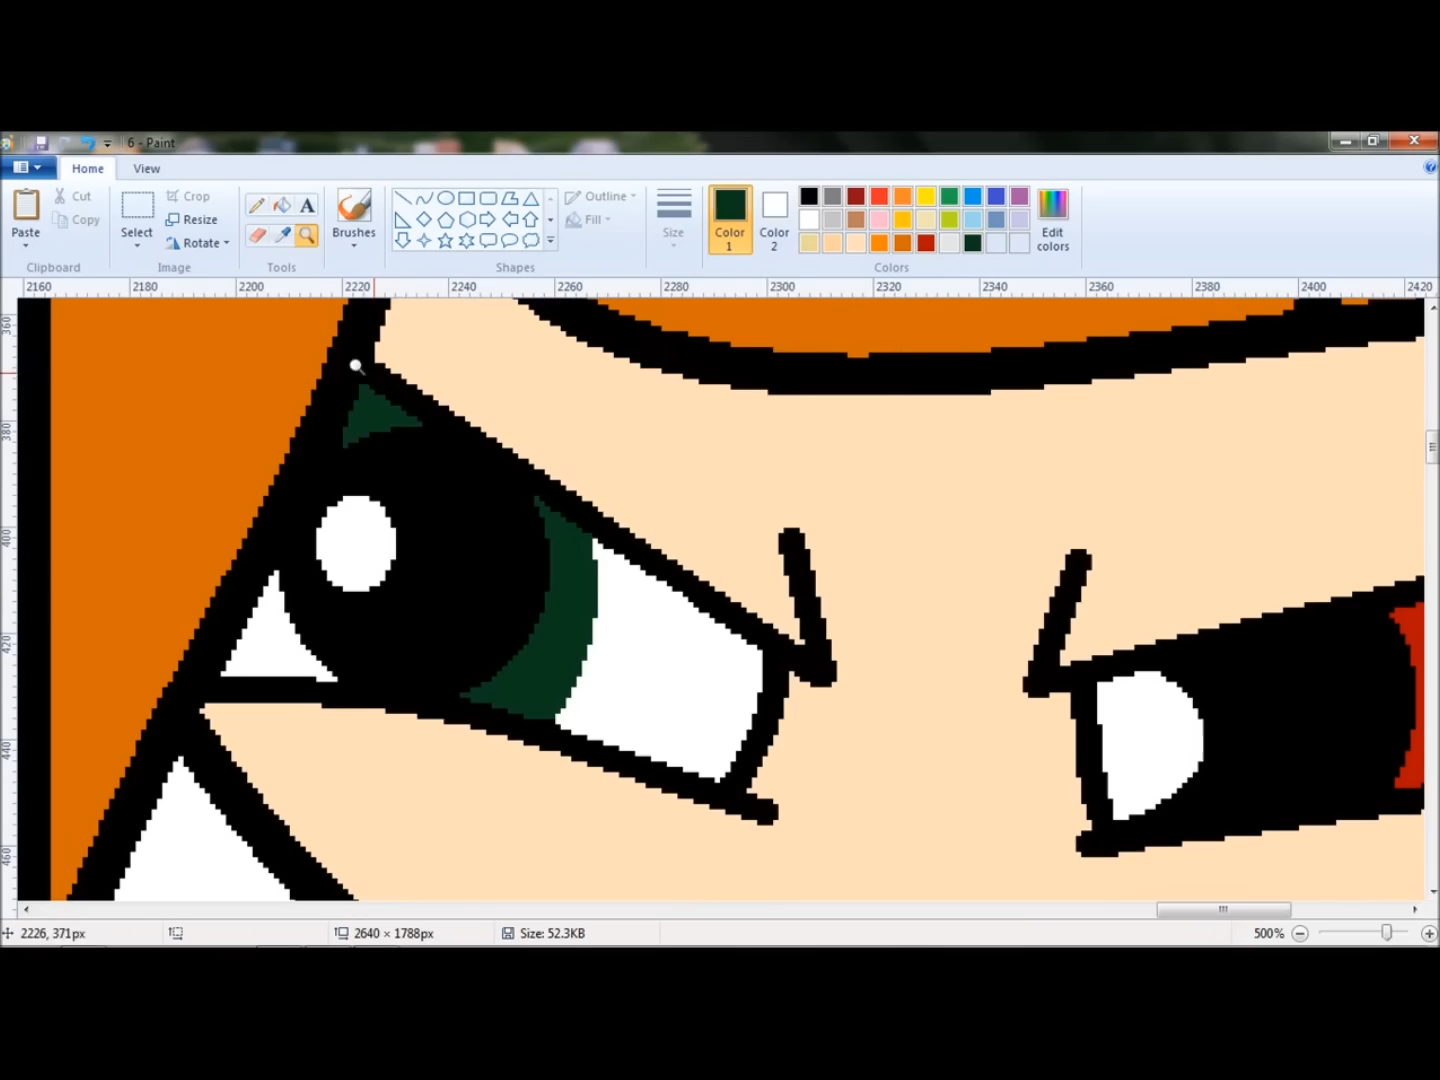 6 - Paint
Home View
Paste Cut Copy
Select Crop Resize Rotate
A
Brushes
Outline Fill
Size
Color 1
Color 2
Edit colors
Clipboard Image Tools Shapes Colors
2160 2180 2200 2220 2240 2260 2280 2300 2320 2340 2360 2380 2400 2420
360
380
400
420
440
460
2226, 371px 2640 × 1788px Size: 52.3KB 500%